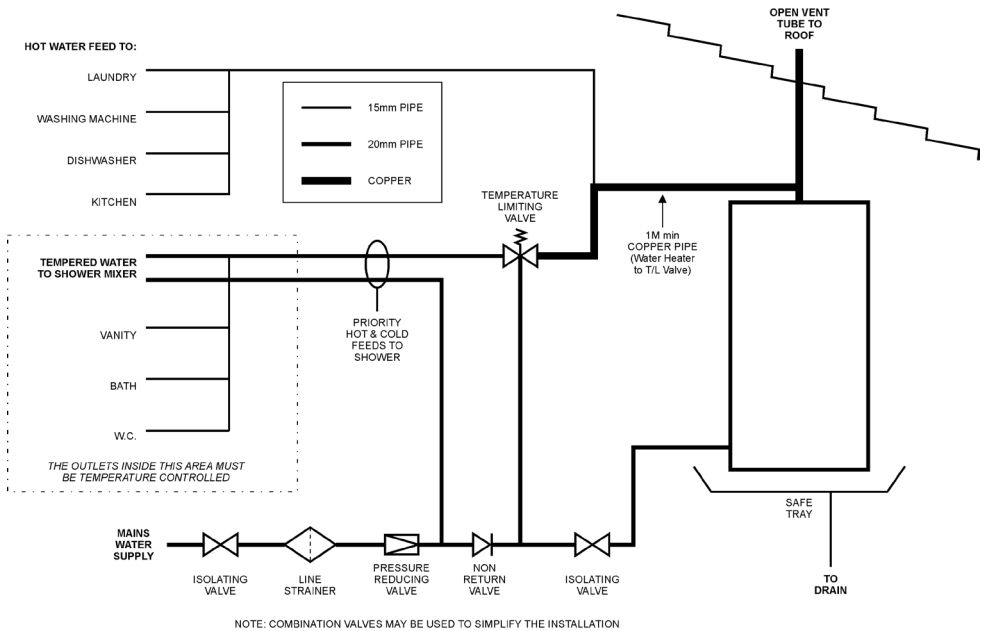 OPEN VENT
TUBE TO
ROOF
HOT WATER FEED TO:
LAUNDRY
WASHING MACHINE
DISHWASHER
KITCHEN
15mm PIPE
20mm PIPE
COPPER
TEMPERATURE
LIMITING
VALVE
1M min
COPPER PIPE
(Water Heater
to T/L Valve)
TEMPERED WATER
TO SHOWER MIXER
PRIORITY
HOT & COLD
FEEDS TO
SHOWER
VANITY
BATH
W.C.
THE OUTLETS INSIDE THIS AREA MUST
BE TEMPERATURE CONTROLLED
SAFE
TRAY
MAINS
WATER
SUPPLY
ISOLATING
VALVE
LINE
STRAINER
PRESSURE
REDUCING
VALVE
NON
RETURN
VALVE
ISOLATING
VALVE
TO
DRAIN
NOTE: COMBINATION VALVES MAY BE USED TO SIMPLIFY THE INSTALLATION